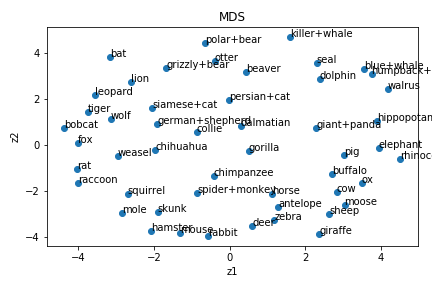 MDS
killer+whale
polar+bear
bat
otter
seal
blue+whale
grizzly+bear
beaver
humpback+
dolphin
lion
walrus
leopard
persian+cat
siamese+cat
tiger
wolf
hippopotam
german+shepherd
dalmatian
giant+panda
bobcat
collie
fox
elephant
chihuahua
gorilla
pig
weasel
rhinoc
rat
chimpanzee
buffalo
raccoon
ox
squirrel
spider+monkey
horse
cow
moose
antelope
mole
skunk
sheep
zebra
deer
hamster
mouse
rabbit
giraffe
z2
4
2
0
−2
−4
−4
−2
0
2
4
z1